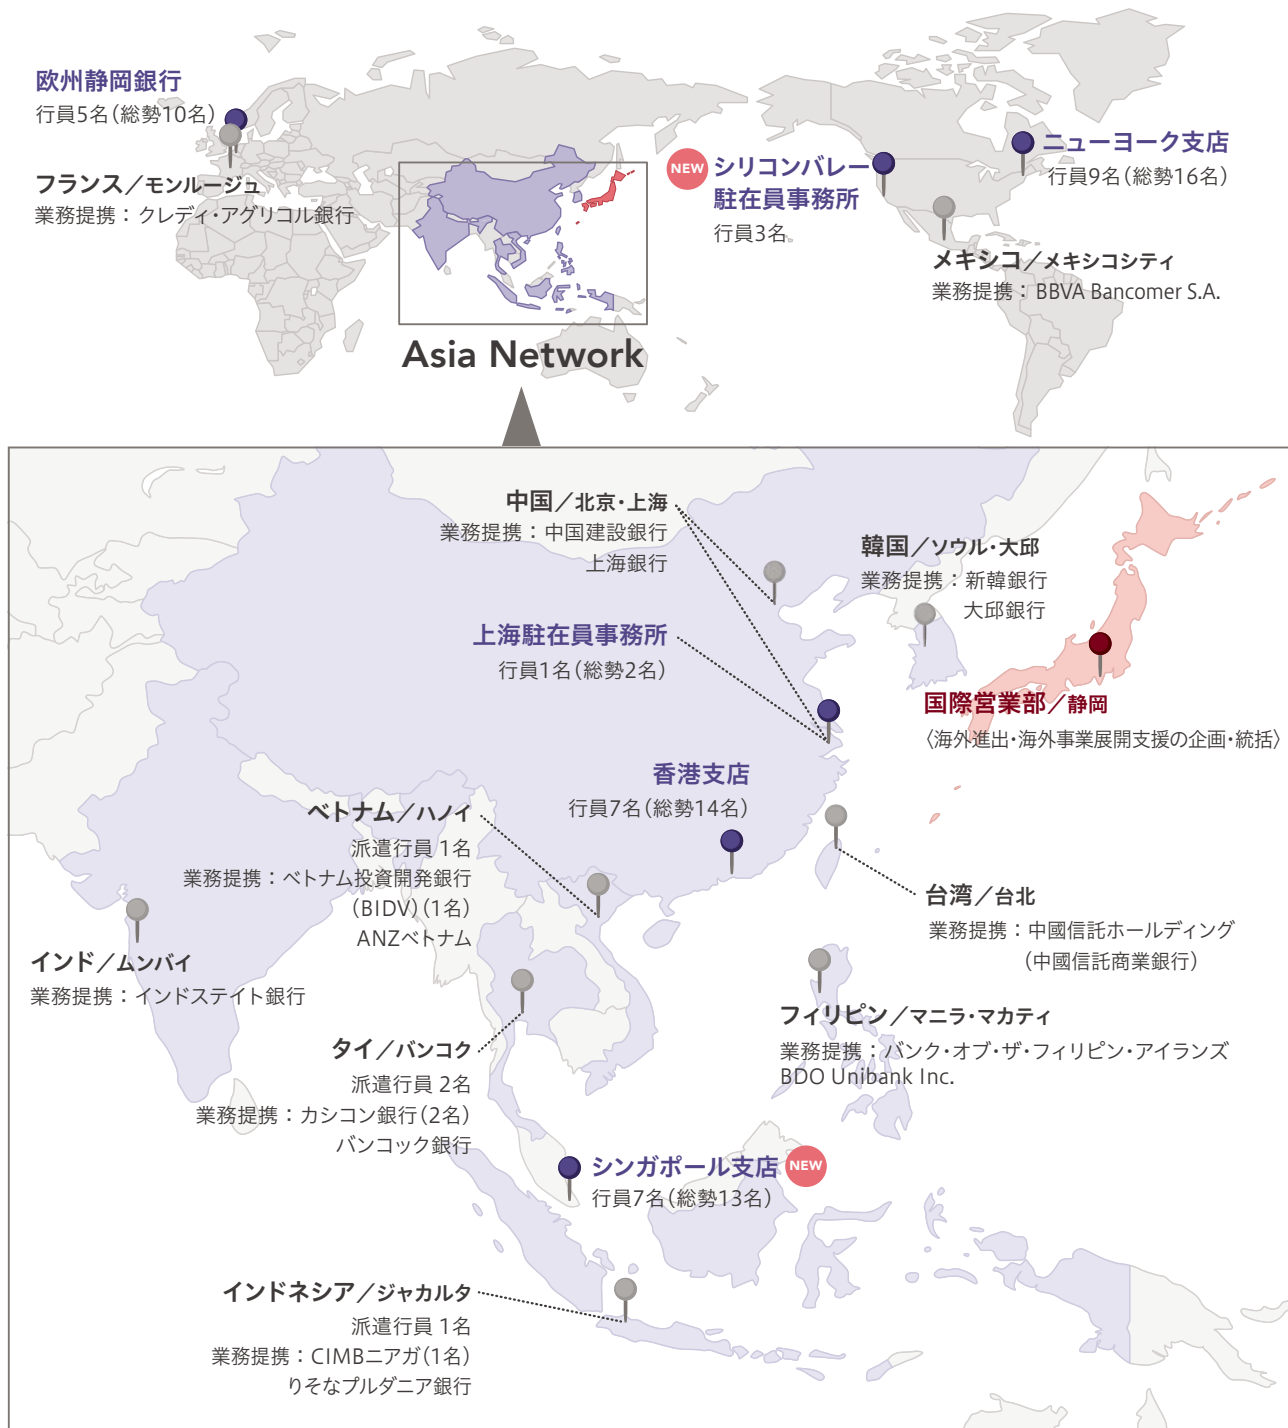 欧州静岡銀行
行員5名（総勢10名）
フランス／モンルージュ
業務提携：クレディ・アグリコル銀行
NEW
シリコンバレー
駐在員事務所
行員3名
ニューヨーク支店
行員9名（総勢16名）
メキシコ／メキシコシティ
業務提携：BBVA Bancomer S.A.
Asia Network
中国／北京・上海
業務提携：中国建設銀行
上海銀行
韓国／ソウル・大邱
業務提携：新韓銀行
大邱銀行
上海駐在員事務所
行員1名（総勢2名）
国際営業部／静岡
〈海外進出・海外事業展開支援の企画・統括〉
香港支店
行員7名（総勢14名）
ベトナム／ハノイ
派遣行員 1名
業務提携：ベトナム投資開発銀行
（BIDV）（1名）
ANZベトナム
台湾／台北
業務提携：中國信託ホールディング
（中國信託商業銀行）
インド／ムンバイ
業務提携：インドステイト銀行
フィリピン／マニラ・マカティ
業務提携：バンク・オブ・ザ・フィリピン・アイランズ
BDO Unibank Inc.
タイ／バンコク
派遣行員 2名
業務提携：カシコン銀行（2名）
バンコック銀行
シンガポール支店
NEW
行員7名（総勢13名）
インドネシア／ジャカルタ
派遣行員 1名
業務提携：CIMBニアガ（1名）
りそなプルダニア銀行